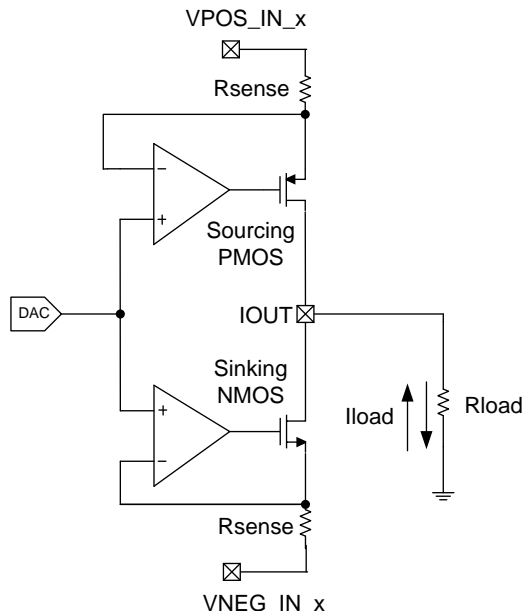 VPOS_IN_x
Rsense
−
+
Sourcing
PMOS
DAC
IOUT
Sinking
NMOS
Iload
Rload
+
−
Rsense
VNEG_IN_x